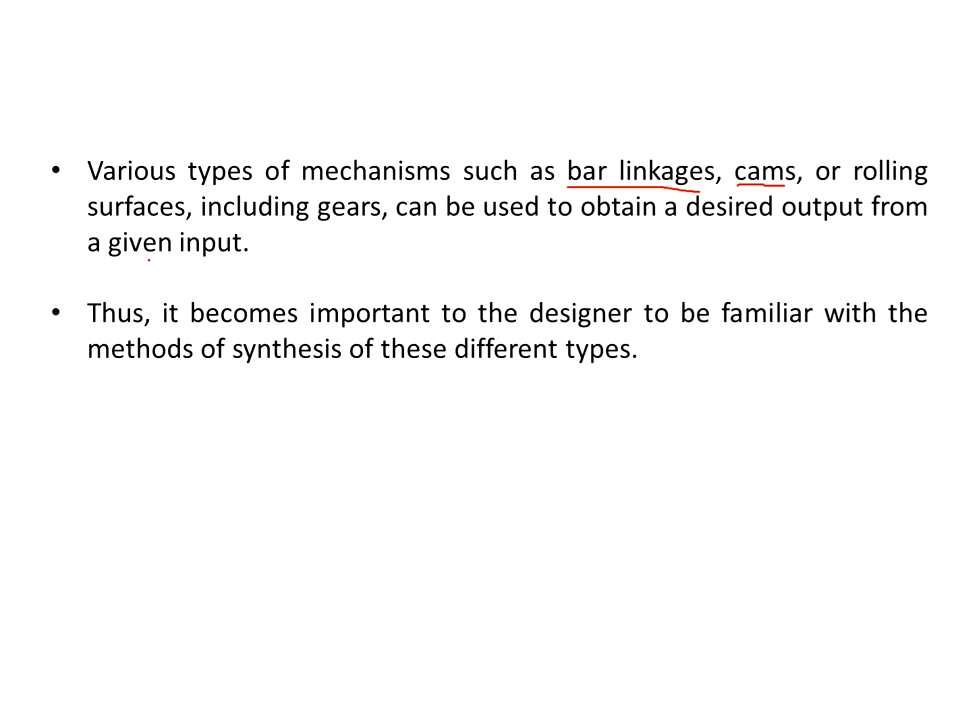 • Various types of mechanisms such as bar linkages, cams, or rolling
surfaces, including gears, can be used to obtain a desired output from
a given input.
• Thus, it becomes important to the designer to be familiar with the
methods of synthesis of these different types.